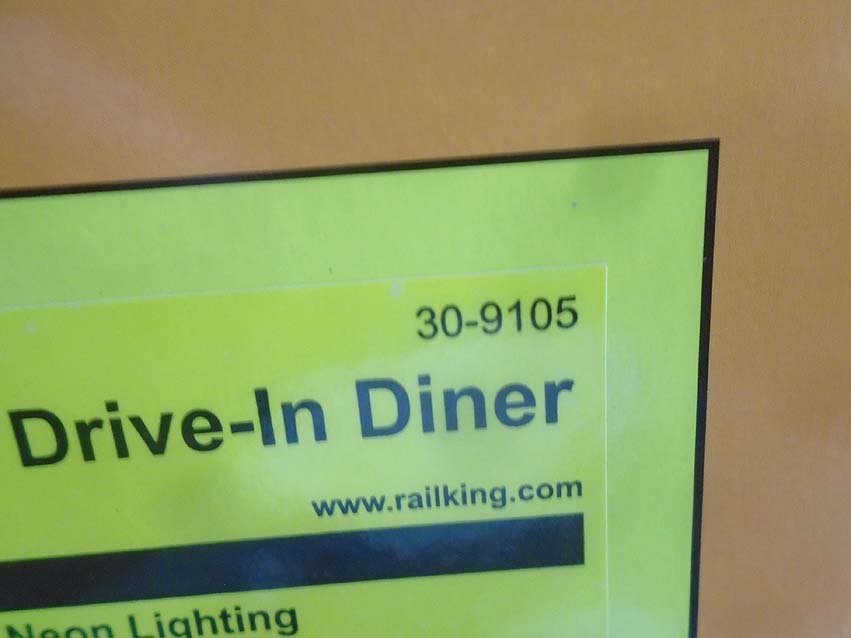 30-9105
Drive-In Diner
www.railking.com
Neon Lighting